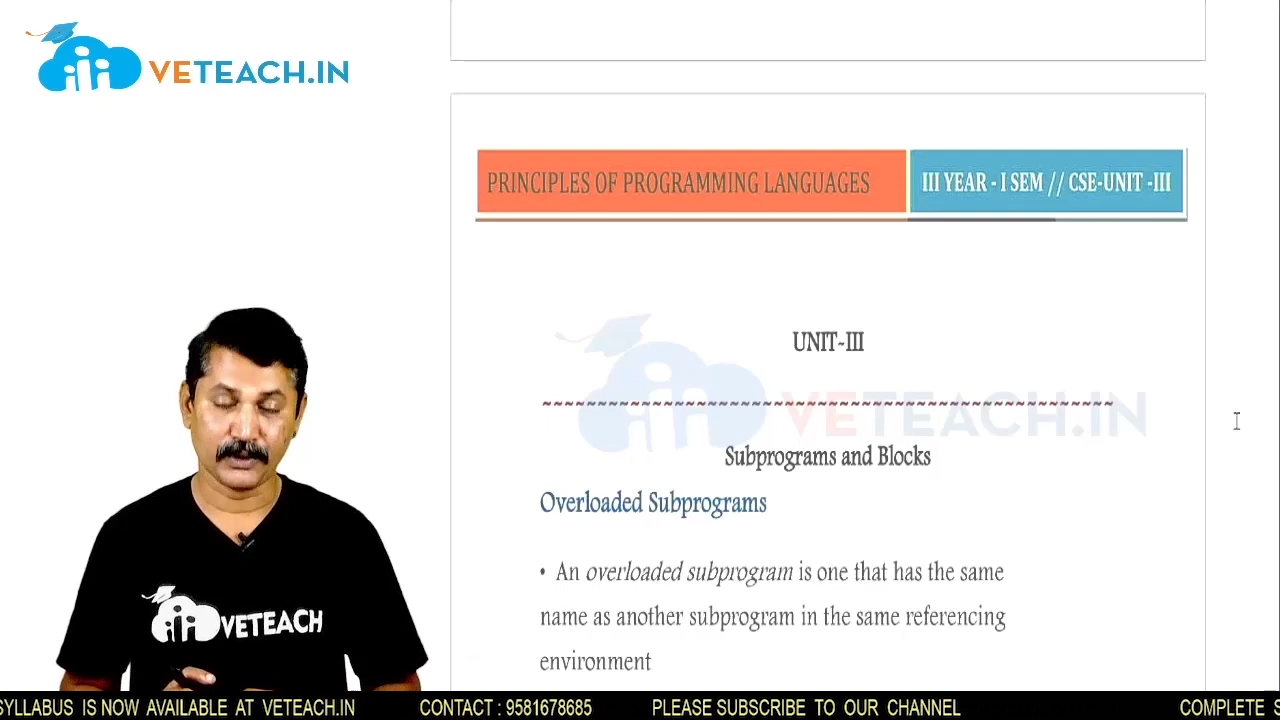 VETEACH.IN
PRINCIPLES OF PROGRAMMING LANGUAGES
III YEAR - I SEM // CSE-UNIT -III
UNIT-III
~~~~~~~~~~~~~~~~~~~~~~~~~~~~~~~~~~~~~~~~~~~~~~~~~~~~~~~~~~~~
VETEACH.IN
Subprograms and Blocks
Overloaded Subprograms
• An overloaded subprogram is one that has the same
name as another subprogram in the same referencing
environment
VETEACH
SYLLABUS IS NOW AVAILABLE AT VETEACH.IN CONTACT : 9581678685 PLEASE SUBSCRIBE TO OUR CHANNEL COMPLETE S